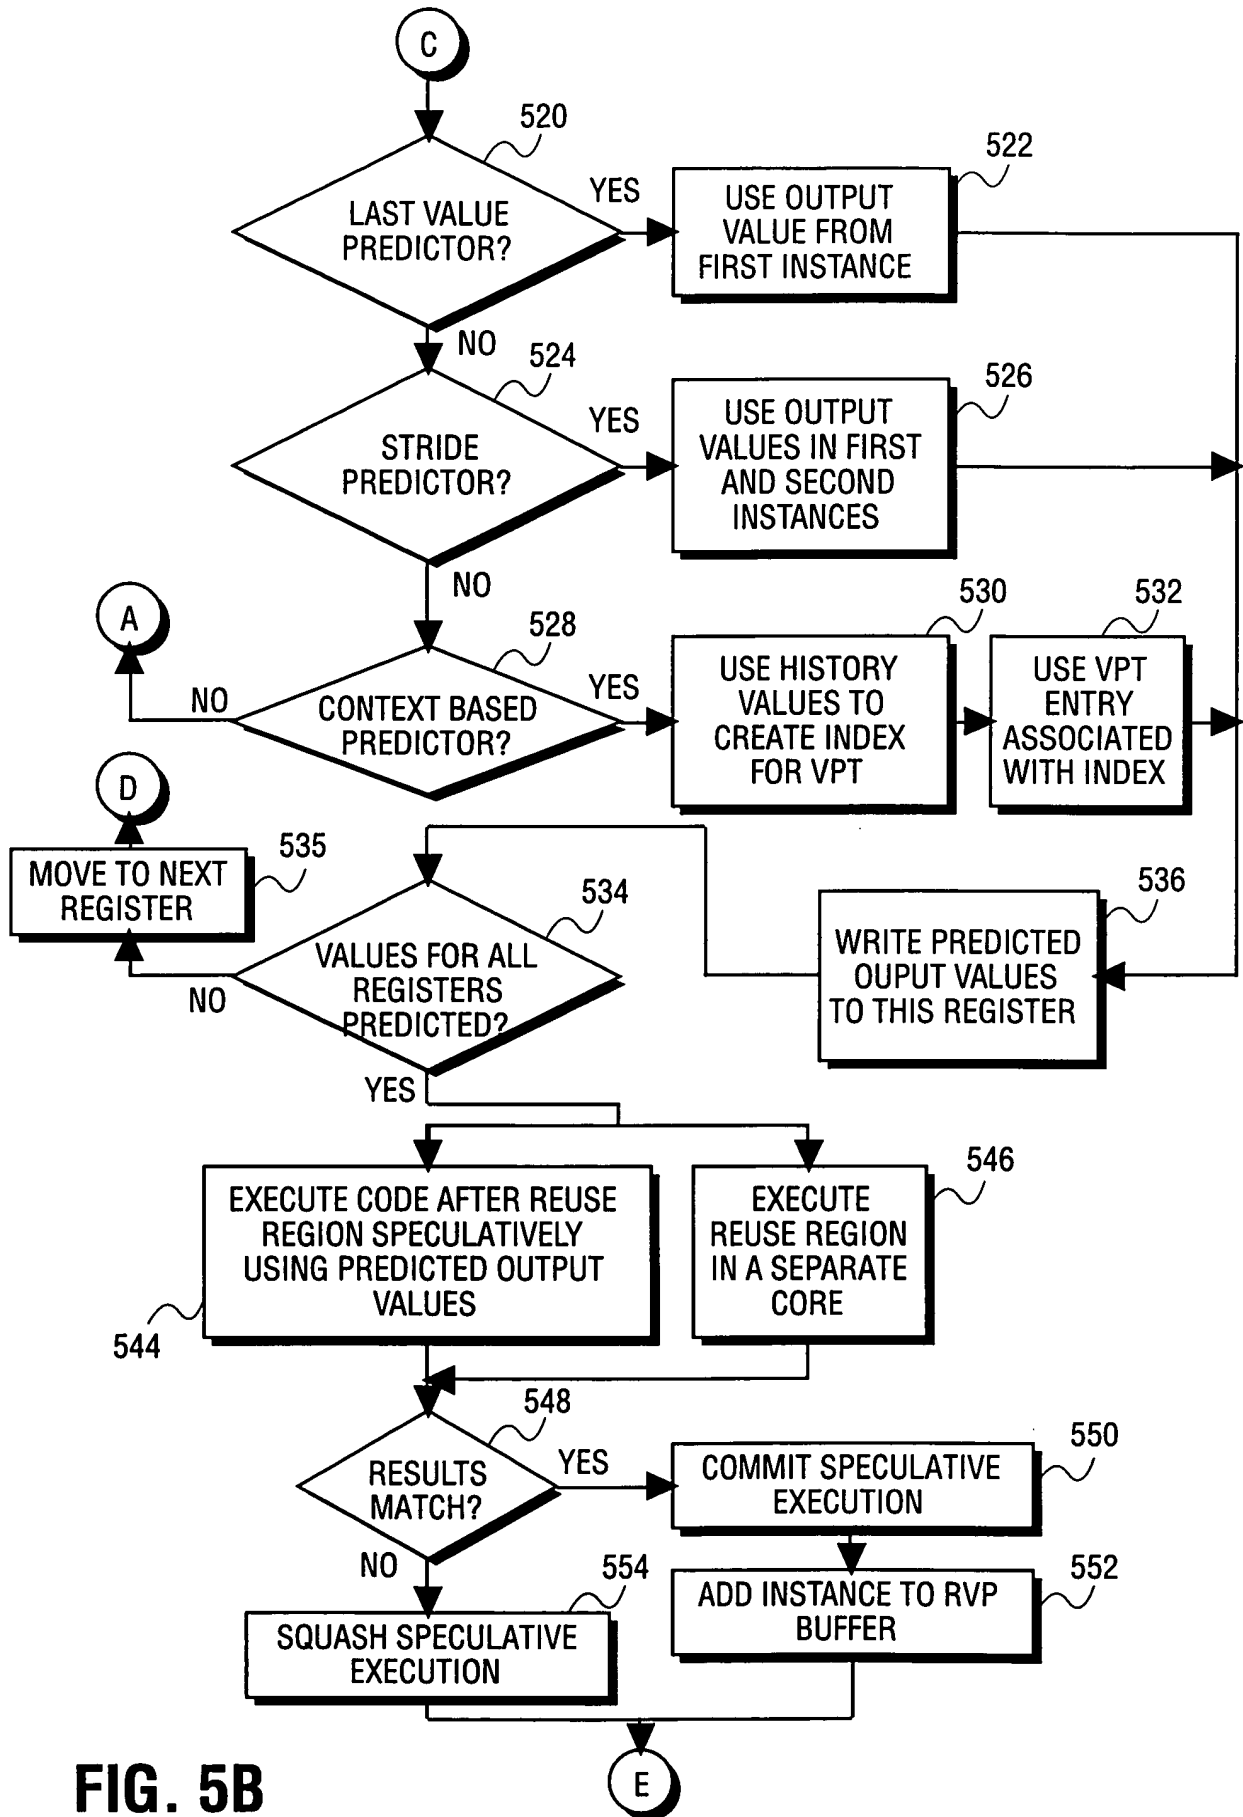 C
520
LAST VALUE
PREDICTOR?
YES
522
USE OUTPUT
VALUE FROM
FIRST INSTANCE
NO
524
STRIDE
PREDICTOR?
YES
526
USE OUTPUT
VALUES IN FIRST
AND SECOND
INSTANCES
NO
A
NO
528
CONTEXT BASED
PREDICTOR?
YES
530
USE HISTORY
VALUES TO
CREATE INDEX
FOR VPT
532
USE VPT
ENTRY
ASSOCIATED
WITH INDEX
D
535
MOVE TO NEXT
REGISTER
NO
534
VALUES FOR ALL
REGISTERS
PREDICTED?
536
WRITE PREDICTED
OUPUT VALUES
TO THIS REGISTER
YES
544
EXECUTE CODE AFTER REUSE
REGION SPECULATIVELY
USING PREDICTED OUTPUT
VALUES
546
EXECUTE
REUSE REGION
IN A SEPARATE
CORE
548
RESULTS
MATCH?
YES
550
COMMIT SPECULATIVE
EXECUTION
NO
554
SQUASH SPECULATIVE
EXECUTION
552
ADD INSTANCE TO RVP
BUFFER
E
FIG. 5B